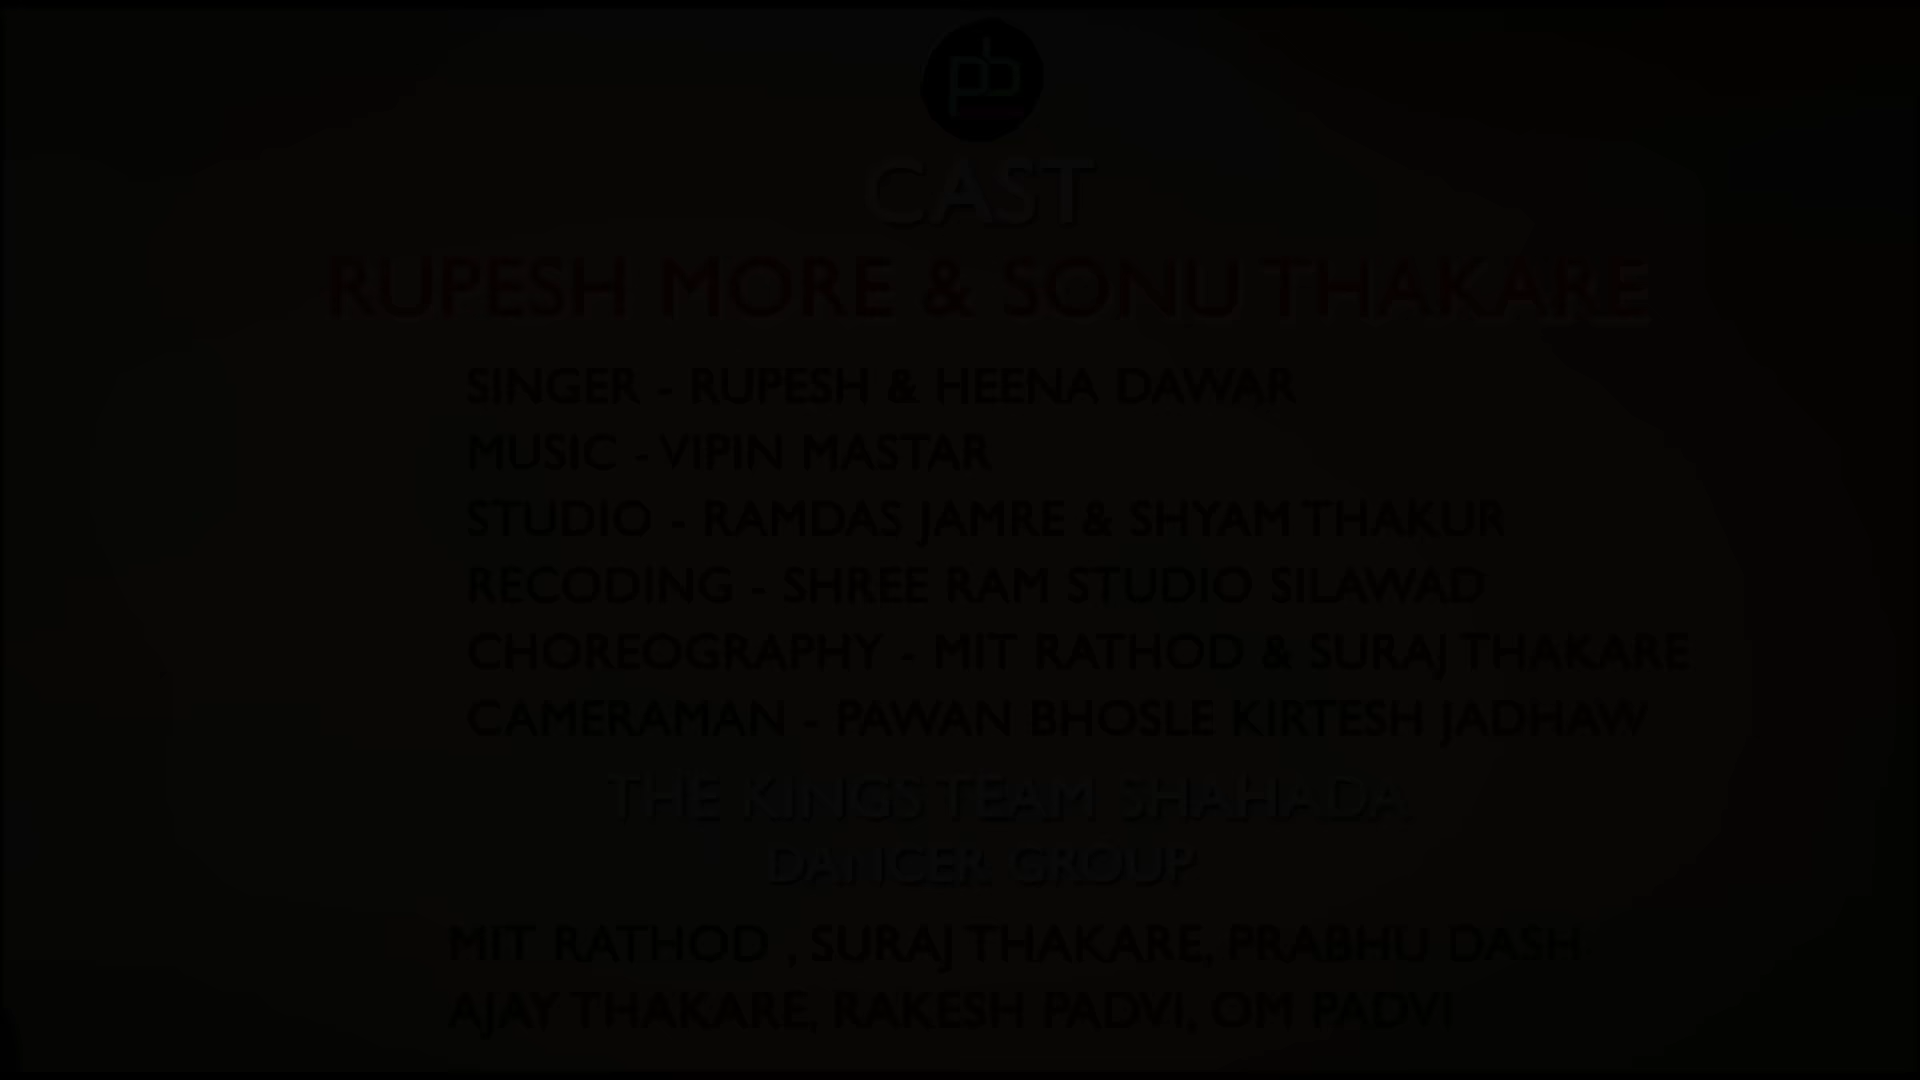 pb
CAST
RUPESH MORE & SONU THAKARE
SINGER - RUPESH & HEENA DAWAR
MUSIC - VIPIN MASTAR
STUDIO - RAMDAS JAMRE & SHYAM THAKUR
RECODING - SHREE RAM STUDIO SILAWAD
CHOREOGRAPHY - MIT RATHOD & SURAJ THAKARE
CAMERAMAN - PAWAN BHOSLE KIRTESH JADHAW
THE KINGS TEAM SHAHADA
DANCER GROUP
MIT RATHOD , SURAJ THAKARE, PRABHU
AJAY THAKARE, RAKESH PADVI, OM PADVI